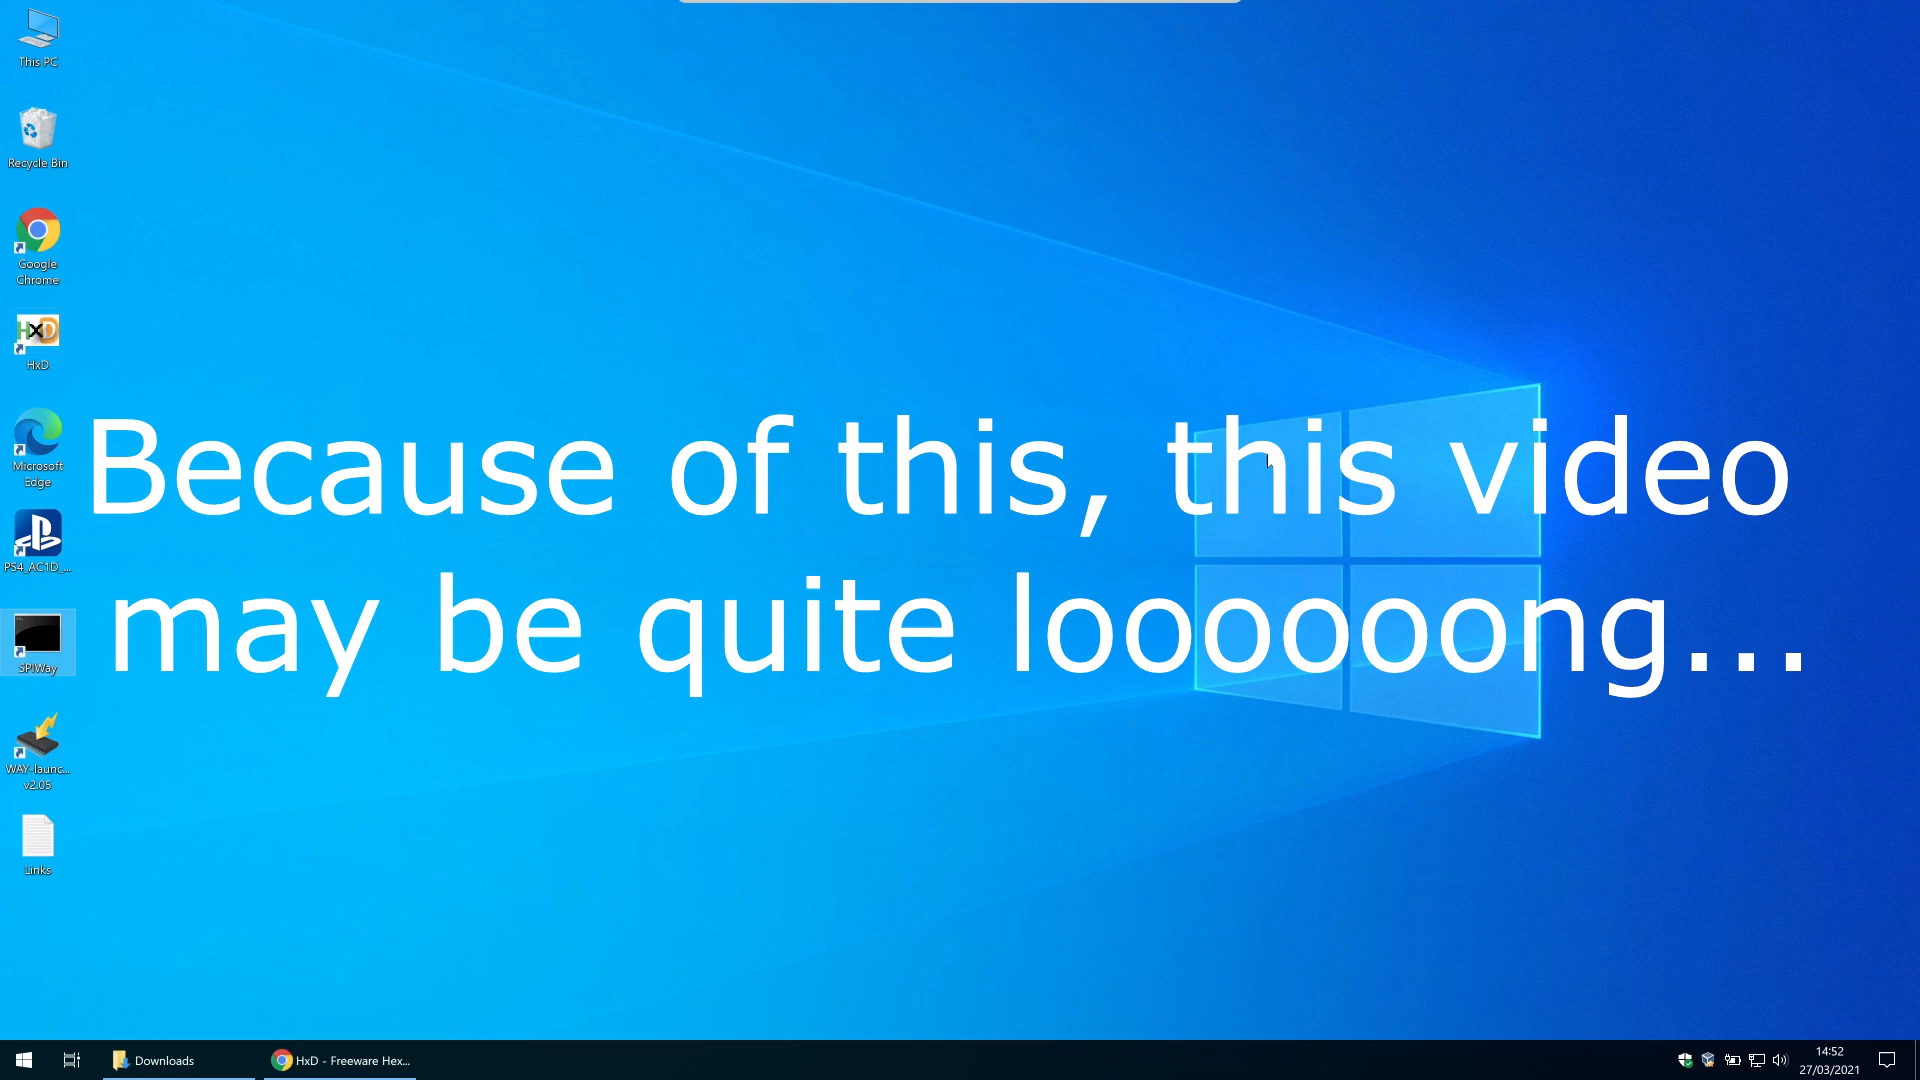 This PC
Recycle Bin
Google
Chrome
HxD
HxD
Microsoft
Edge
PS4_AC1D_...
SPIWay
WAY-launc...
v2.05
Links
Because of this, this video
may be quite looooooong...
Downloads
HxD - Freeware Hex...
14:52
27/03/2021